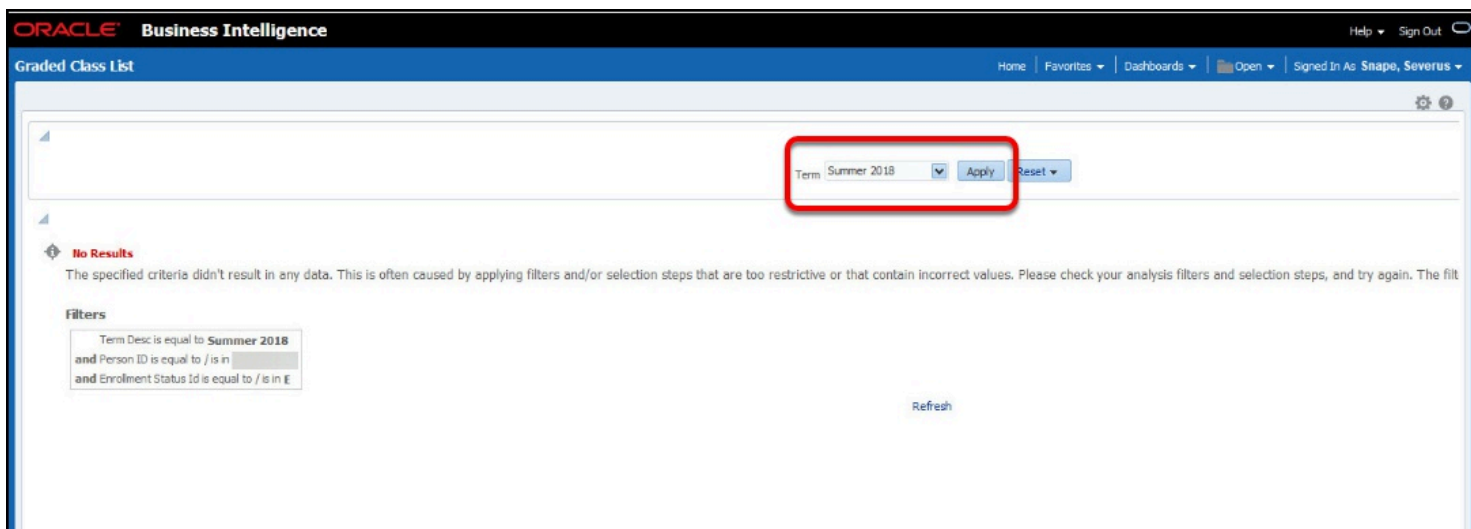 ORACLE Business Intelligence
Help Sign Out
Graded Class List
Home Favorites Dashboards Open Signed In As Snape, Severus
Term Summer 2018 Apply Reset
No Results
The specified criteria didn't result in any data. This is often caused by applying filters and/or selection steps that are too restrictive or that contain incorrect values. Please check your analysis filters and selection steps, and try again. The filt
Filters
Term Desc is equal to Summer 2018
and Person ID is equal to / is in
and Enrollment Status Id is equal to / is in E
Refresh